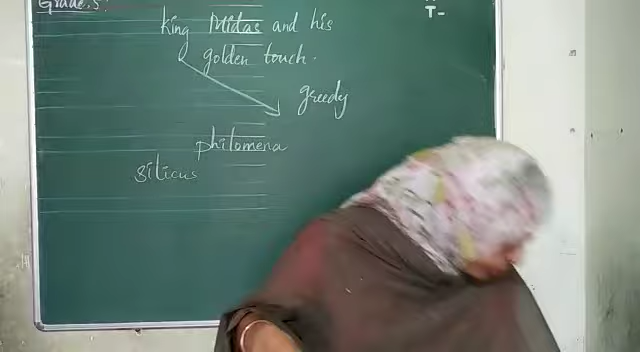 Grade: 5
T-
King Midas and his
golden touch.
greedy
philomena
silicus